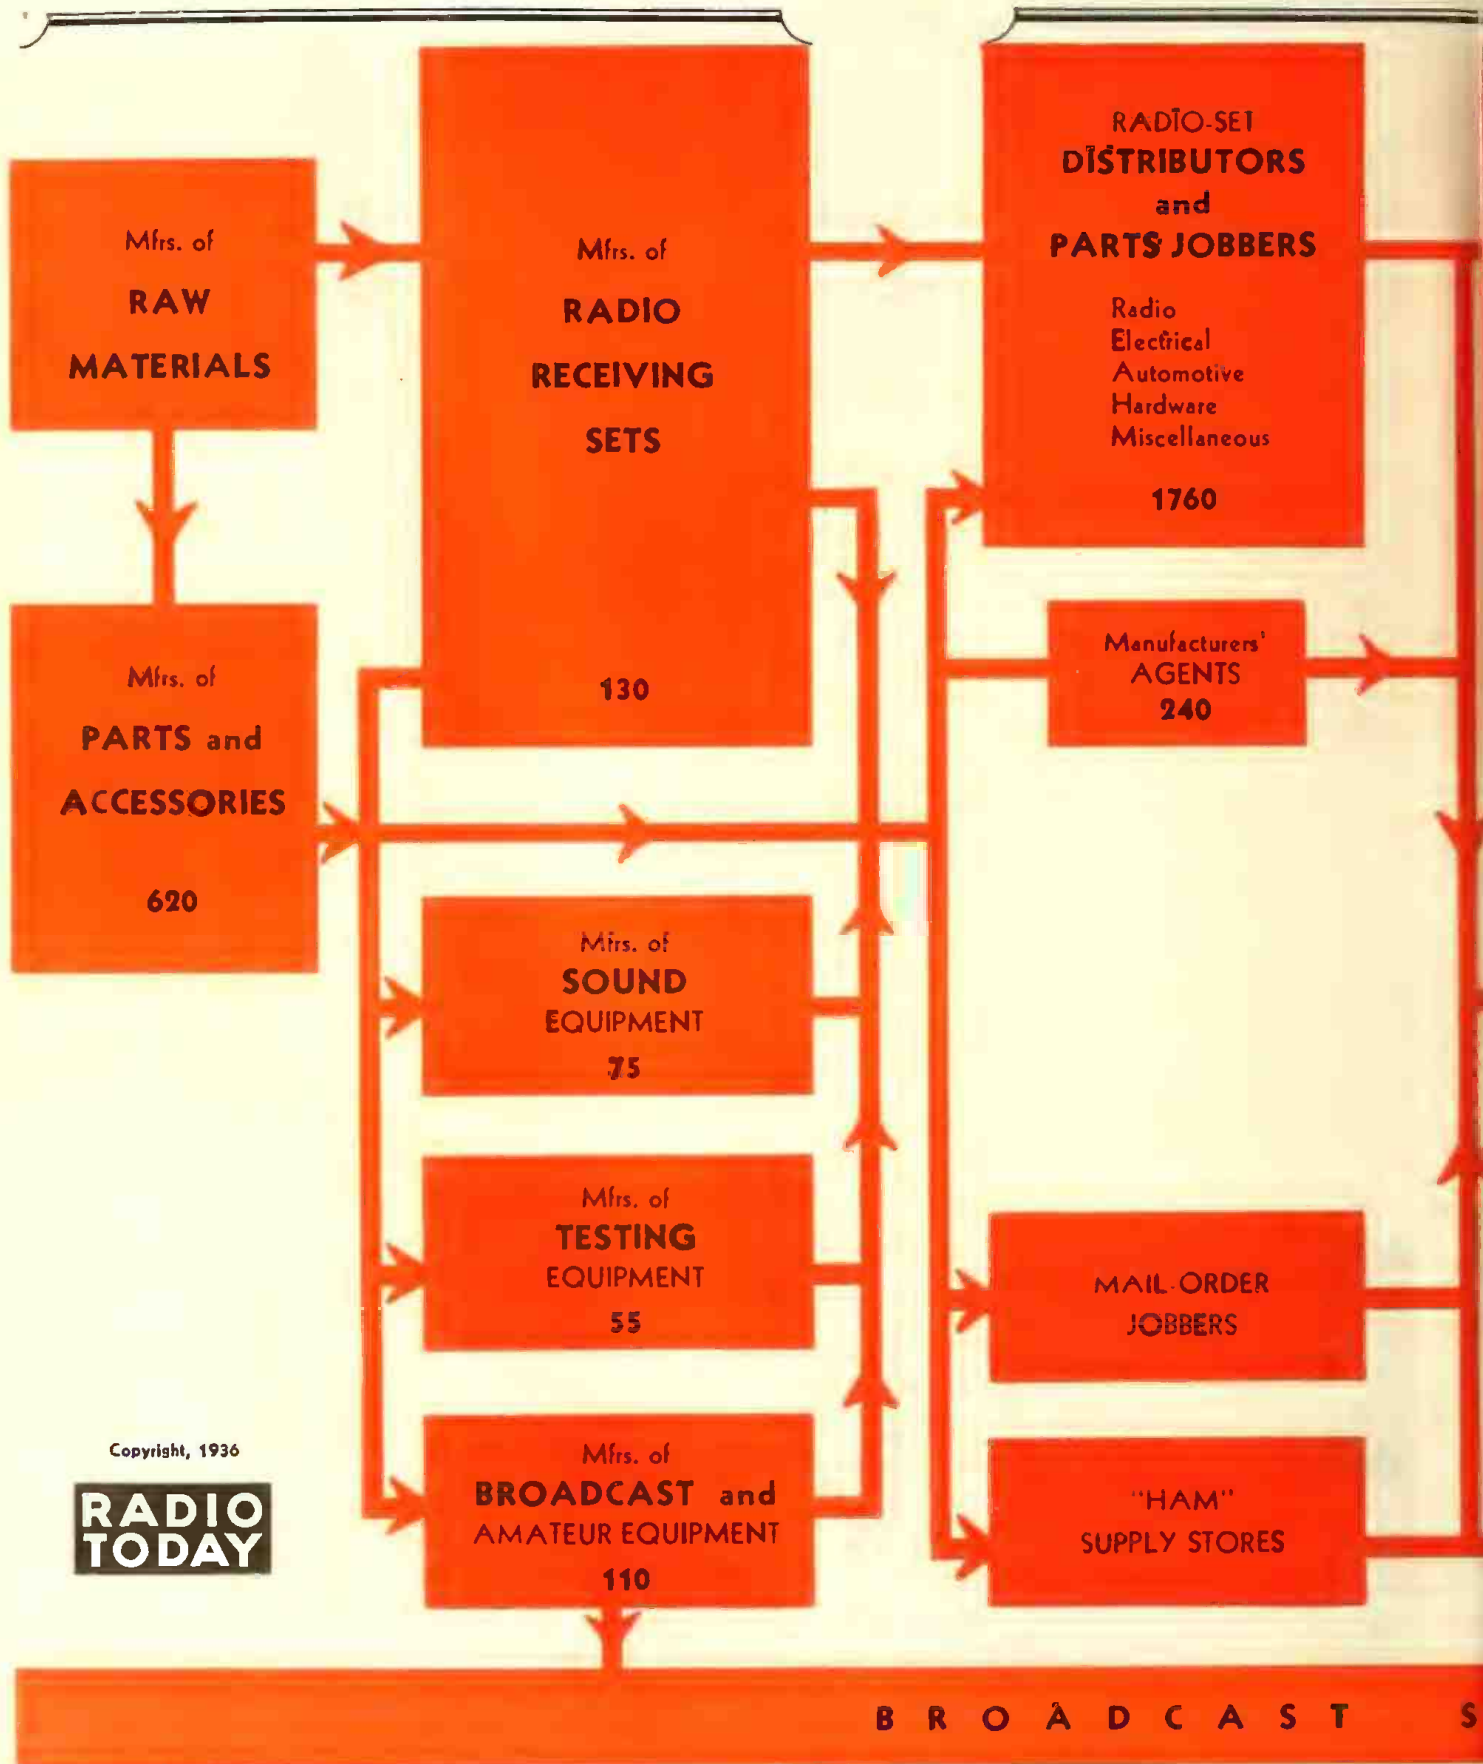 Mfrs. of
RAW
MATERIALS
Mfrs. of
PARTS and
ACCESSORIES
620
Mfrs. of
RADIO
RECEIVING
SETS
130
Mfrs. of
SOUND
EQUIPMENT
75
Mfrs. of
TESTING
EQUIPMENT
55
Mfrs. of
BROADCAST and
AMATEUR EQUIPMENT
110
RADIO-SET
DISTRIBUTORS
and
PARTS JOBBERS
Radio
Electrical
Automotive
Hardware
Miscellaneous
1760
Manufacturers'
AGENTS
240
MAIL-ORDER
JOBBERS
"HAM"
SUPPLY STORES
Copyright, 1936
RADIO
TODAY
BROADCAST S